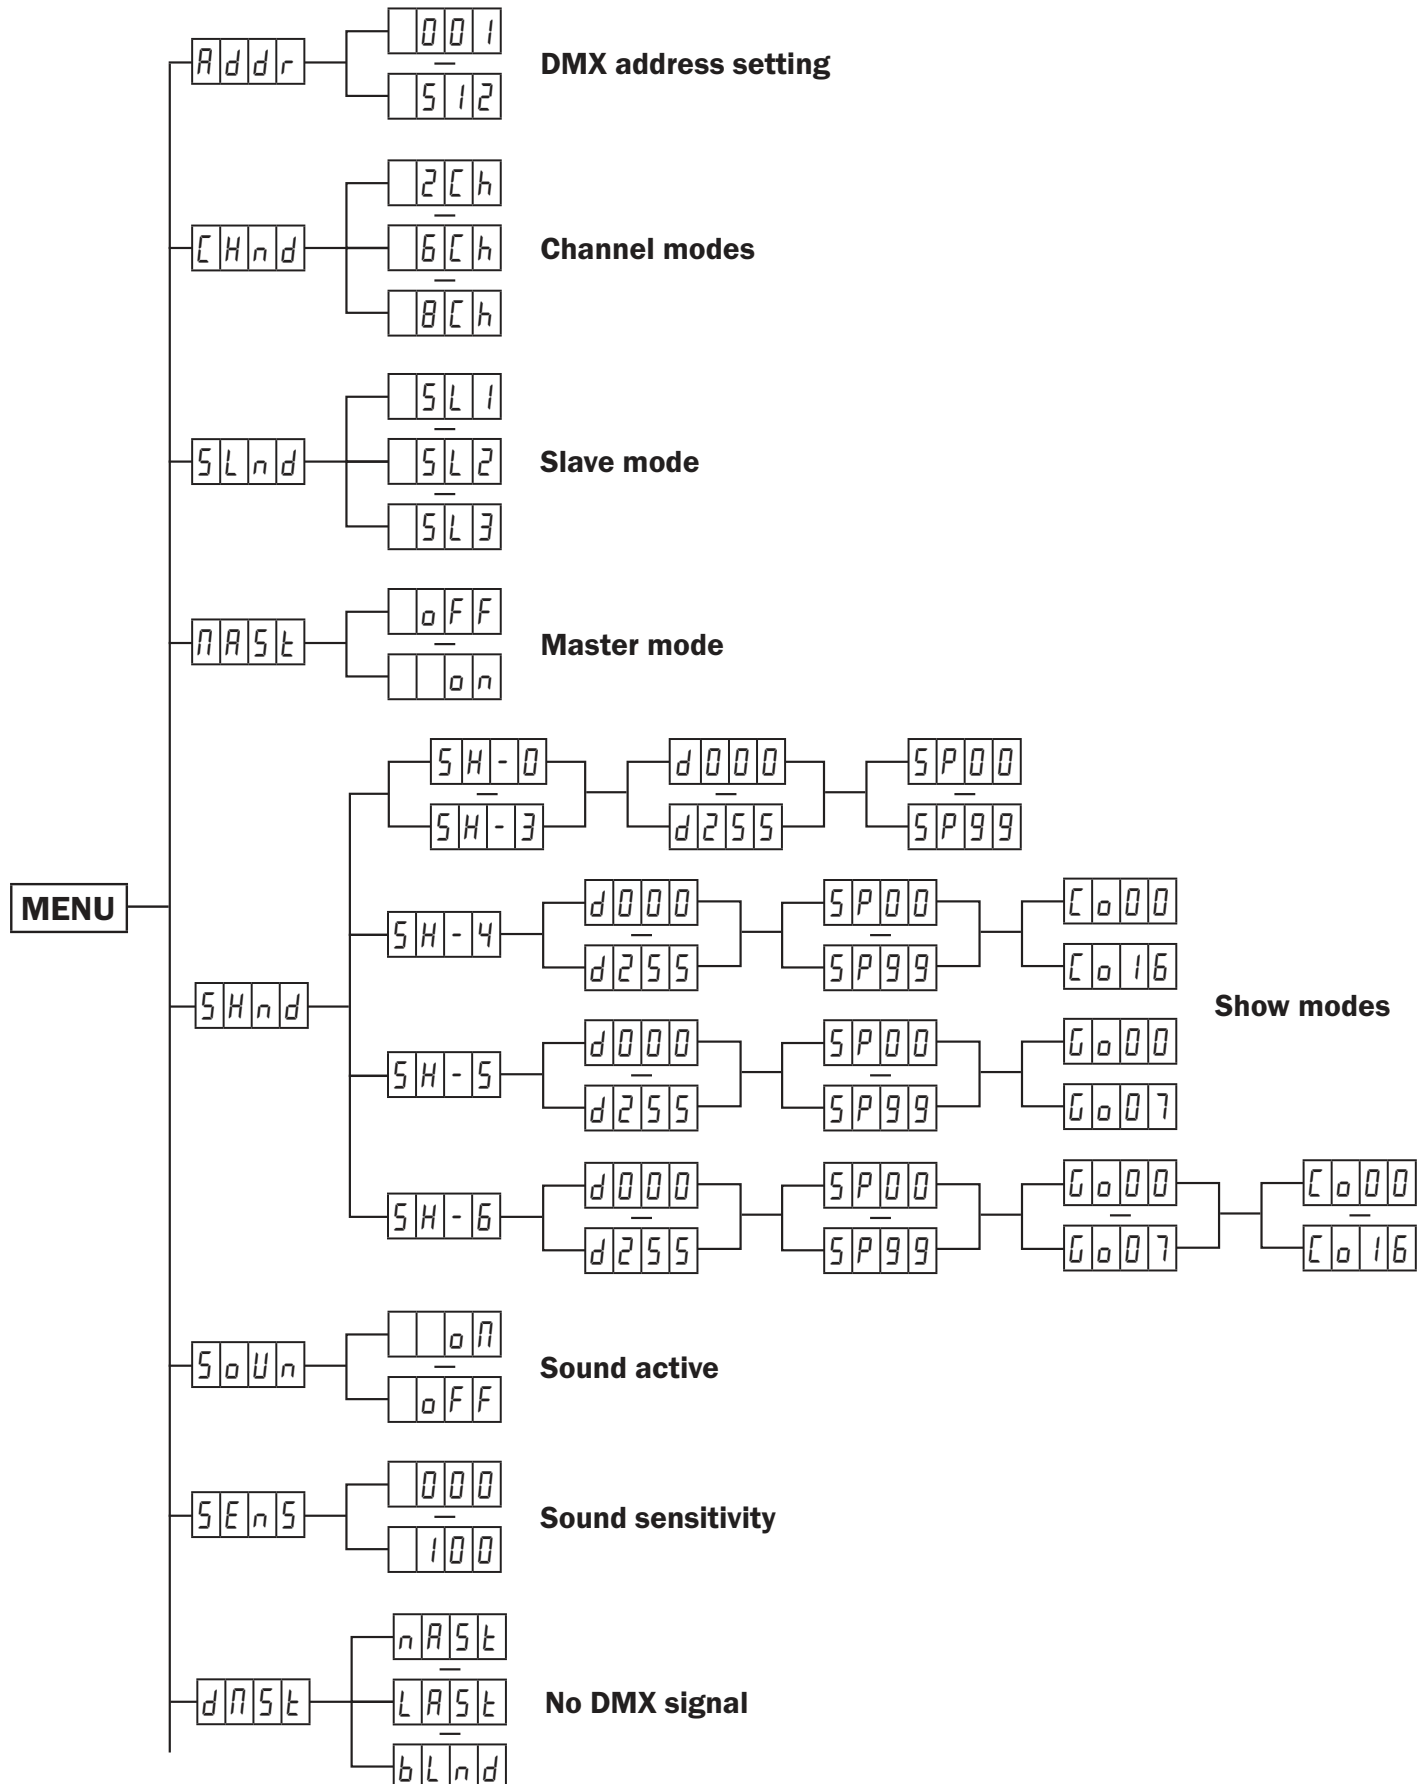 001
Addr
DMX address setting
512
2Ch
CHnd
6Ch
Channel modes
8Ch
SL1
SLnd
SL2
Slave mode
SL3
oFF
MASt
Master mode
on
SH-0 d000 SP00
SH-3 d255 SP99
MENU
SHnd
SH-4 d000 SP00 Co00
d255 SP99 Co16
Show modes
SH-5 d000 SP00 Go00
d255 SP99 Go07
SH-6 d000 SP00 Go00 Co00
d255 SP99 Go07 Co16
oM
SoUn
Sound active
oFF
000
SEnS
Sound sensitivity
100
nASt
dMSt
LASt
No DMX signal
bLnd